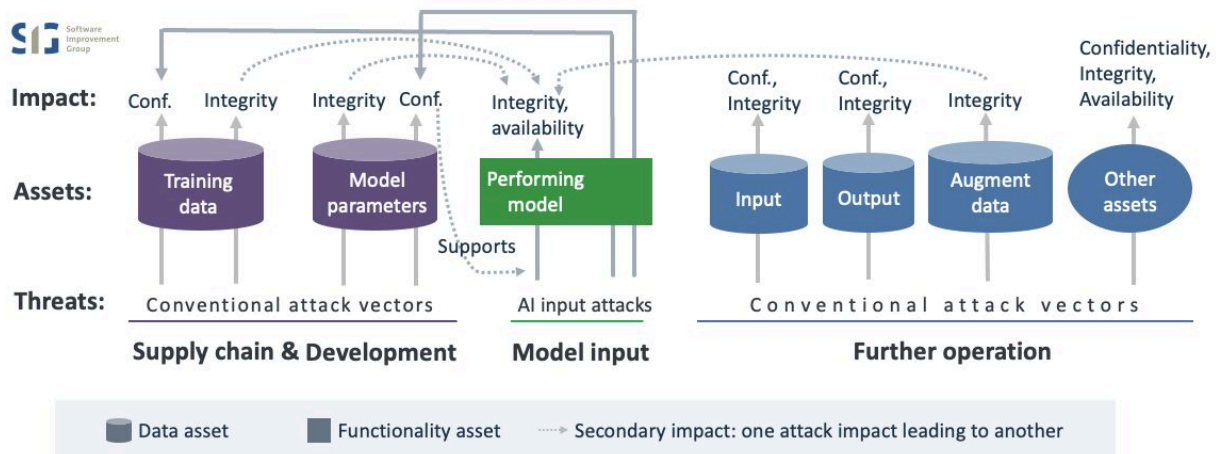 SIG
Software
Improvement
Group
Impact:
Conf.
Integrity
Integrity
Conf.
Integrity,
availability
Conf.,
Integrity
Conf.,
Integrity
Integrity
Confidentiality,
Integrity,
Availability
Assets:
Training
data
Model
parameters
Performing
model
Input
Output
Augment
data
Other
assets
Supports
Threats:
Conventional attack vectors
AI input attacks
Conventional attack vectors
Supply chain & Development
Model input
Further operation
Data asset
Functionality asset
Secondary impact: one attack impact leading to another